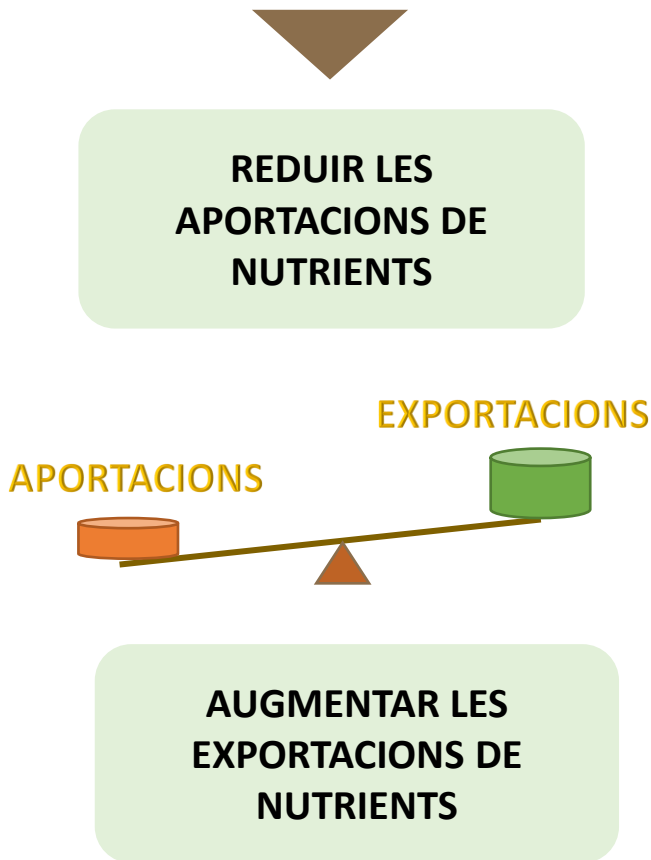 REDUIR LES
APORTACIONS DE
NUTRIENTS
EXPORTACIONS
APORTACIONS
AUGMENTAR LES
EXPORTACIONS DE
NUTRIENTS